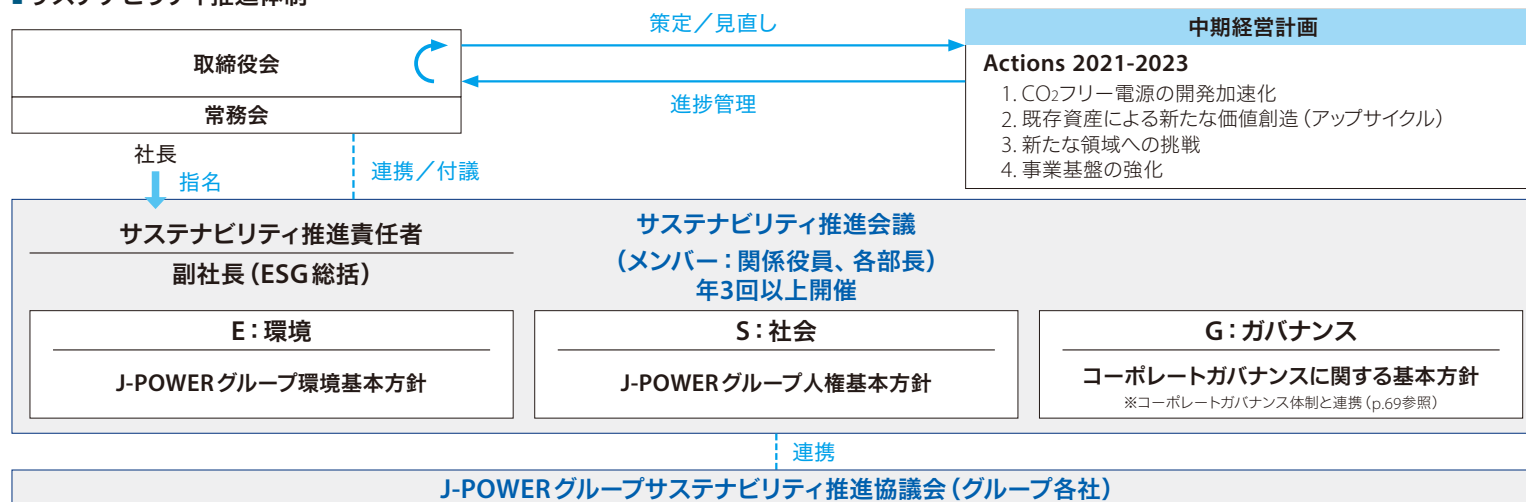 ■サステナビリティ推進体制
取締役会
常務会
策定／見直し
進捗管理
中期経営計画
Actions 2021-2023
1. CO₂フリー電源の開発加速化
2. 既存資産による新たな価値創造（アップサイクル）
3. 新たな領域への挑戦
4. 事業基盤の強化
社長
指名
連携／付議
サステナビリティ推進責任者
副社長（ESG総括）
サステナビリティ推進会議
（メンバー：関係役員、各部長）
年3回以上開催
E：環境
J-POWERグループ環境基本方針
S：社会
J-POWERグループ人権基本方針
G：ガバナンス
コーポレートガバナンスに関する基本方針
※コーポレートガバナンス体制と連携（p.69参照）
連携
J-POWERグループサステナビリティ推進協議会（グループ各社）